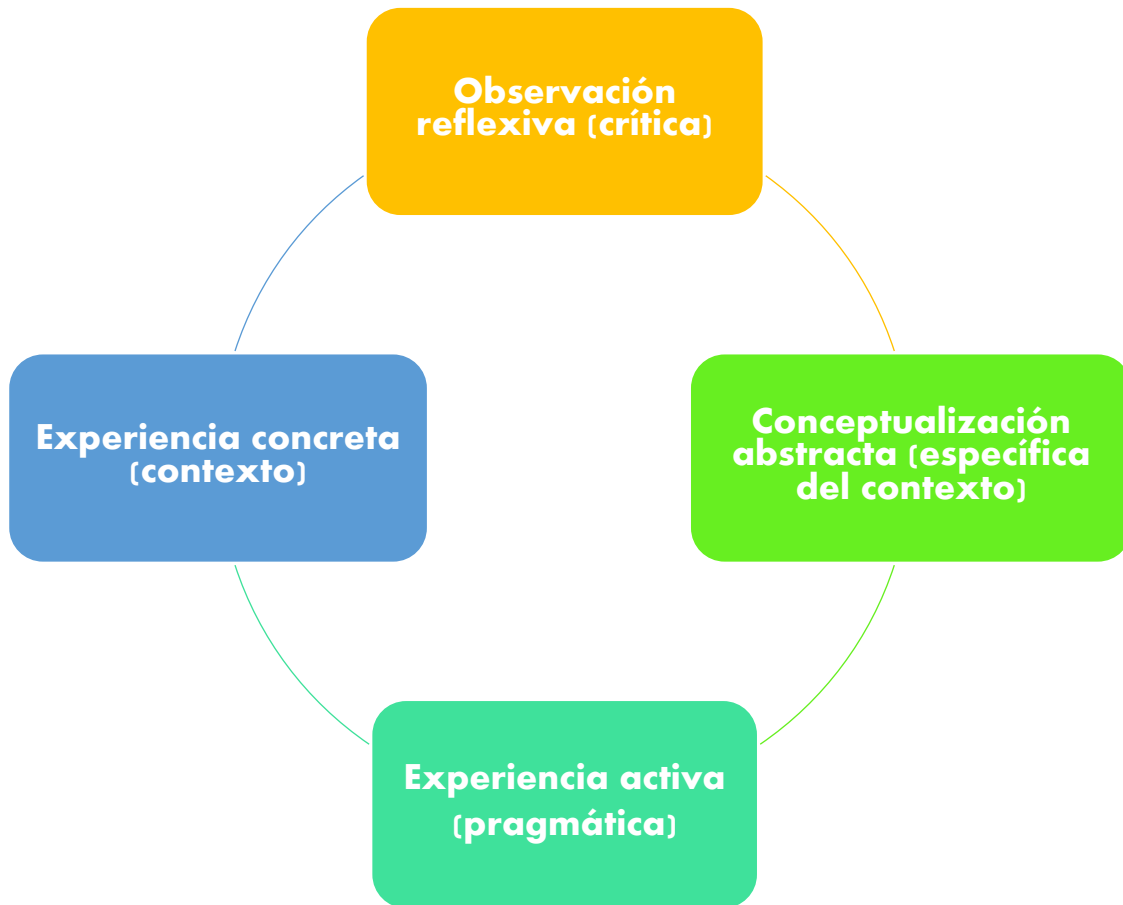 Observación
reflexiva (crítica)
Experiencia concreta
(contexto)
Conceptualización
abstracta (específica
del contexto)
Experiencia activa
(pragmática)